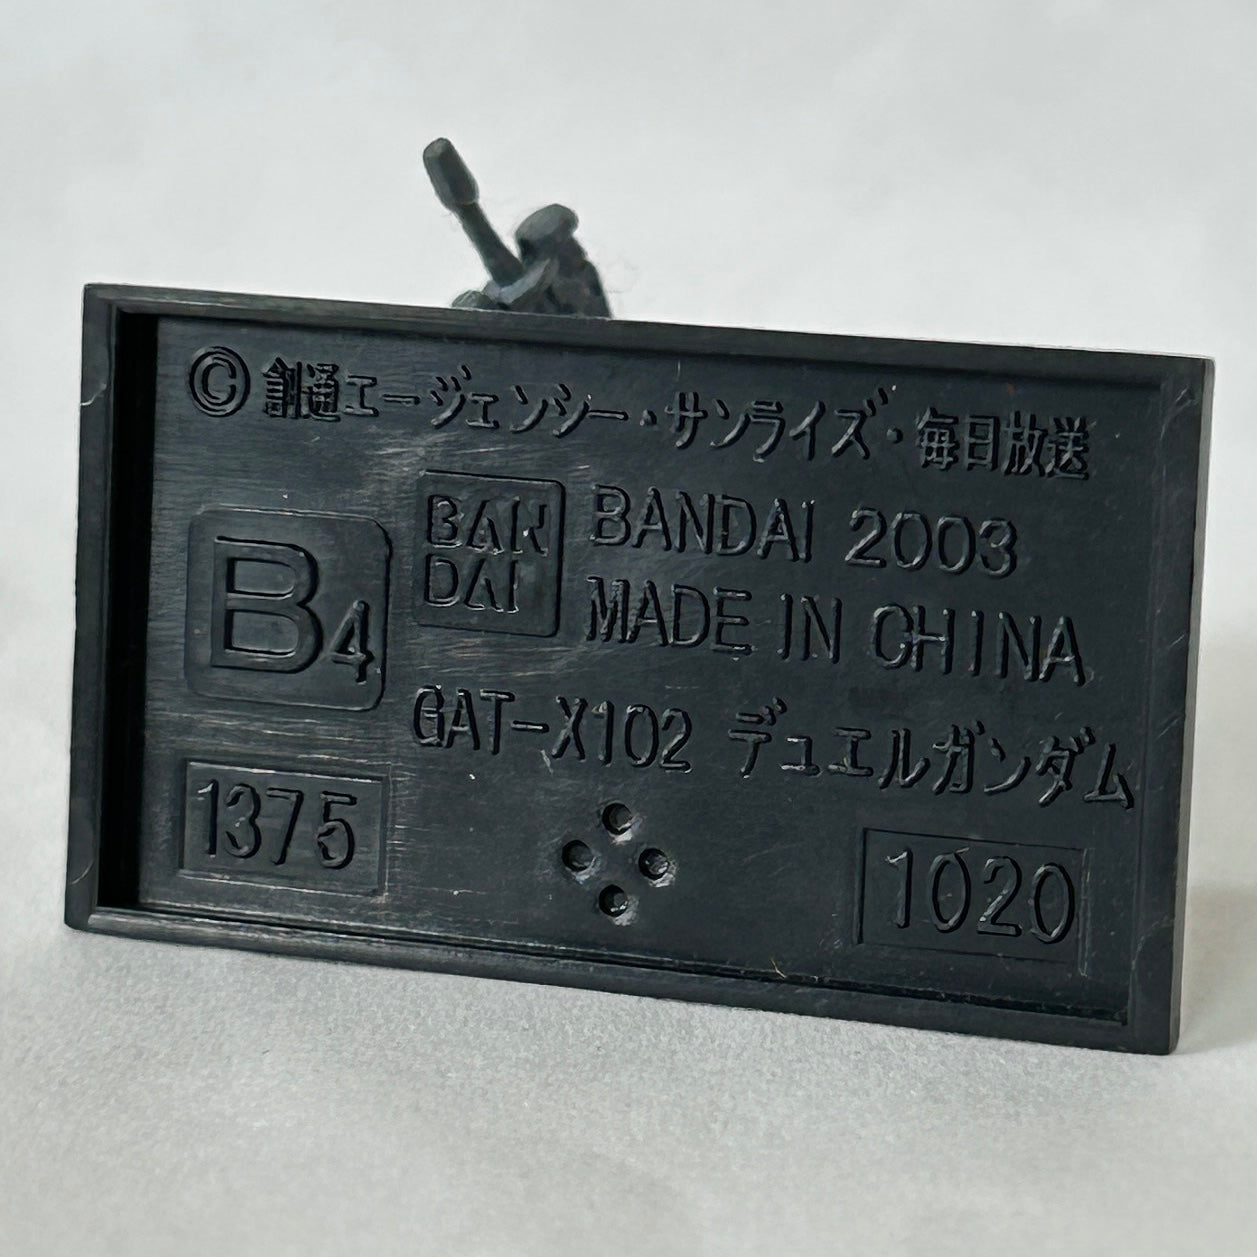 ©創通エージェンシー・サンライズ・毎日放送
BAN
DAI
BANDAI 2003
MADE IN CHINA
B4
GAT-X102 デュエルガンダム
1375
1020